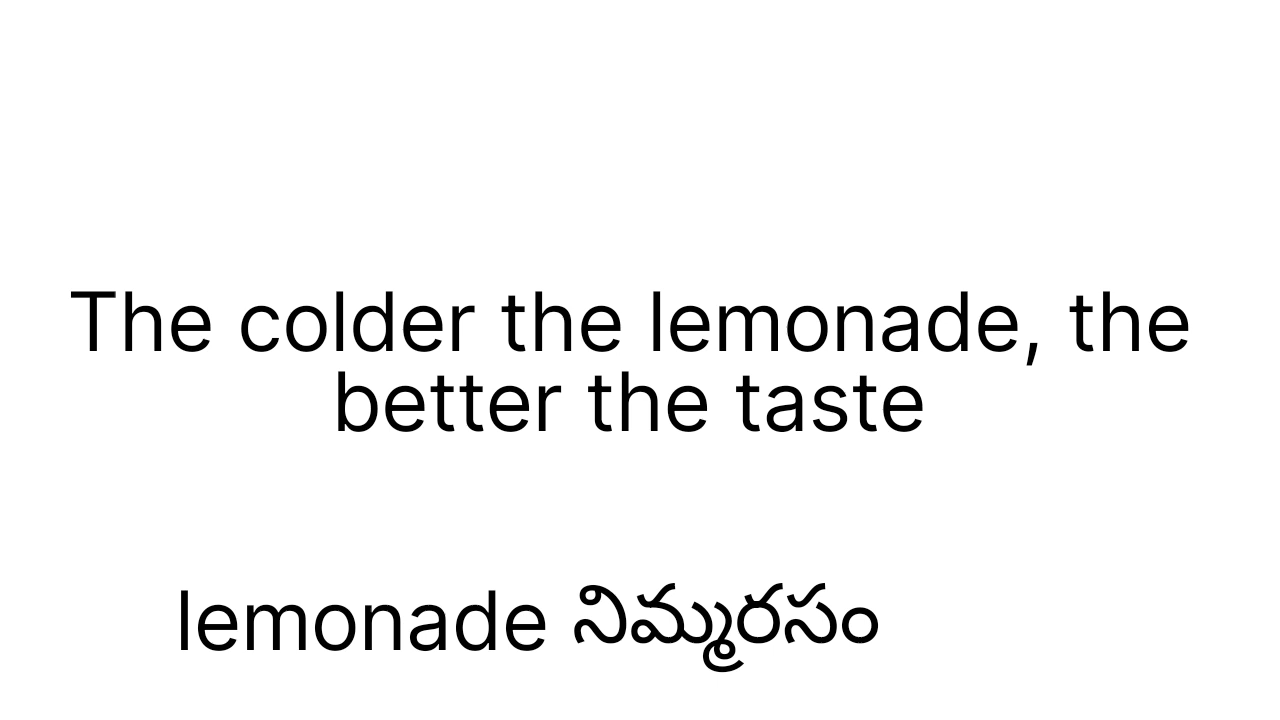 The colder the lemonade, the
better the taste
lemonade నిమ్మరసం